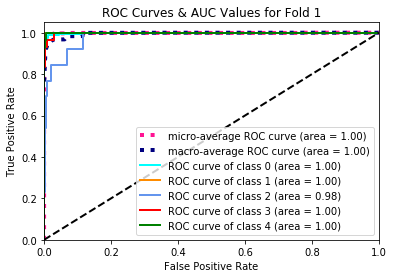 ROC Curves & AUC Values for Fold 1
True Positive Rate
1.0
0.8
0.6
0.4
0.2
0.0
micro-average ROC curve (area = 1.00)
macro-average ROC curve (area = 1.00)
ROC curve of class 0 (area = 1.00)
ROC curve of class 1 (area = 1.00)
ROC curve of class 2 (area = 0.98)
ROC curve of class 3 (area = 1.00)
ROC curve of class 4 (area = 1.00)
0.0 0.2 0.4 0.6 0.8 1.0
False Positive Rate